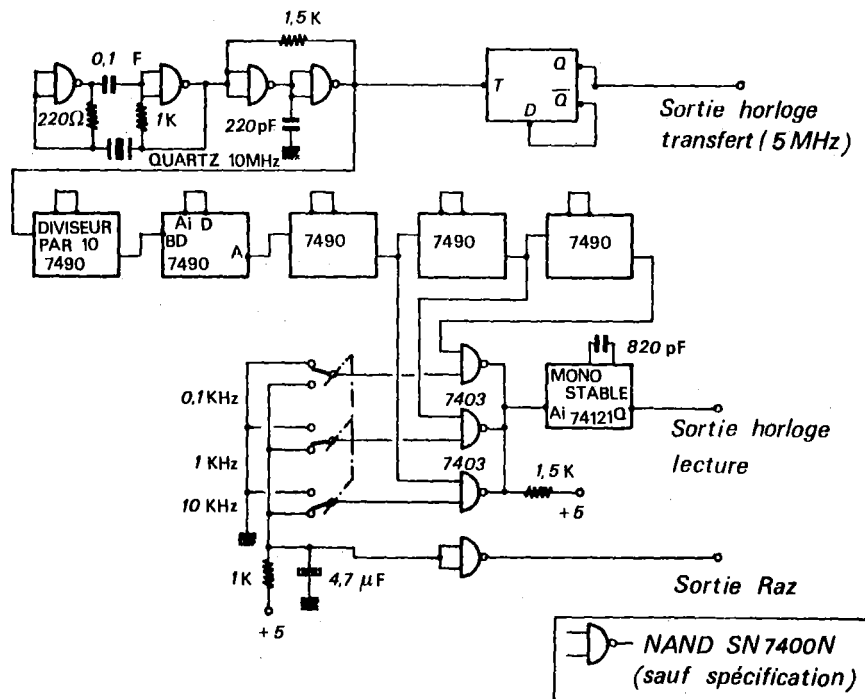 1,5 K
0,1 F
220Ω
1K
220 pF
QUARTZ 10MHz
T
Q
Q̅
D
Sortie horloge
transfert (5 MHz)
DIVISEUR
PAR 10
7490
Ai D
BD
A
7490
7490
7490
7490
820 pF
MONO
STABLE
Ai 74121 Q
0,1 KHz
7403
Sortie horloge
lecture
1 KHz
7403
10 KHz
1,5 K
+5
1K
4,7 μF
+5
Sortie Raz
NAND SN 7400N
(sauf spécification)